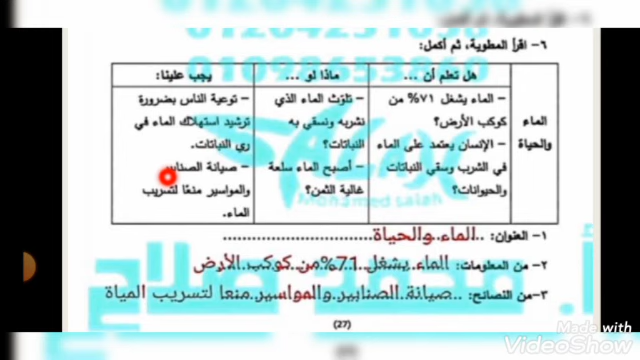 ٦- اقرأ المطوية، ثم أكمل:
الماء والحياة
هل تعلم أن ...
- الماء يشغل ٧١% من
كوكب الأرض؟
- الإنسان يعتمد على الماء
في الشرب وسقي النباتات
والحيوانات؟
ماذا لو ...
- تلوّث الماء الذي
نشربه ونسقي به
النباتات؟
- أصبح الماء سلعة
غالية الثمن؟
يجب علينا:
- توعية الناس بضرورة
ترشيد استهلاك الماء في
ري النباتات.
- صيانة الصنابير
والمواسير منعًا لتسريب
الماء.
١- العنوان: الماء والحياة
٢- من المعلومات: الماء يشغل 71% من كوكب الأرض
٣- من النصائح: صيانة الصنابير والمواسير منعا لتسريب المياة
(27)
Mohamed salah
01098653860
Made with
VideoShow